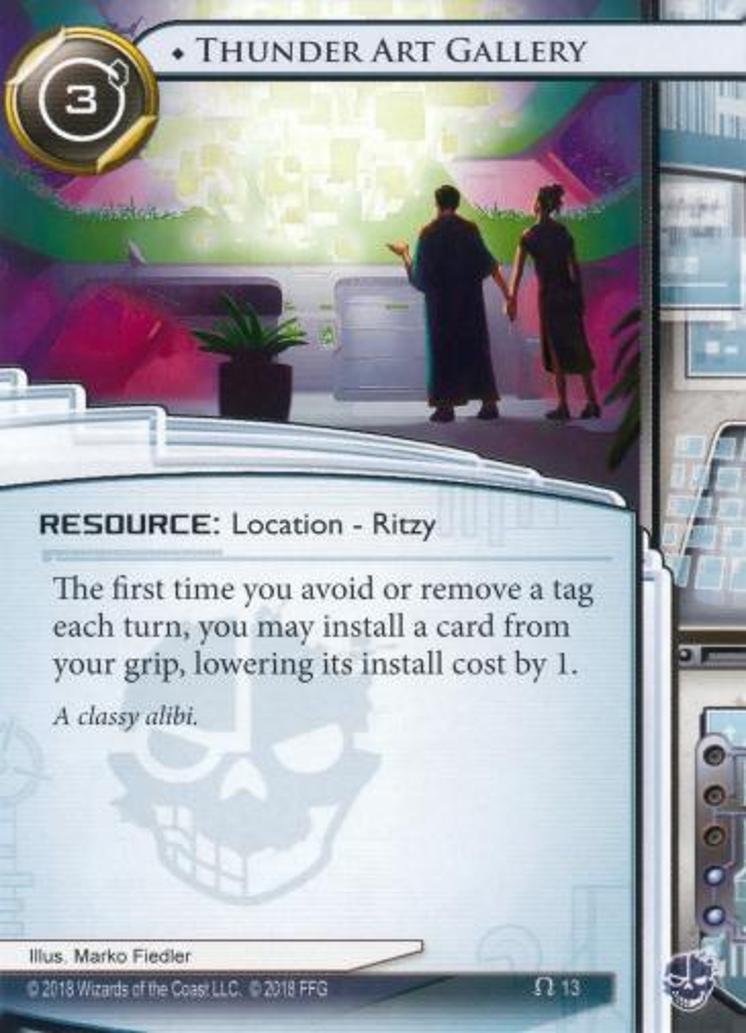 3
◆ THUNDER ART GALLERY
RESOURCE: Location - Ritzy
The first time you avoid or remove a tag
each turn, you may install a card from
your grip, lowering its install cost by 1.
A classy alibi.
Illus. Marko Fiedler
© 2018 Wizards of the Coast LLC. © 2018 FFG
Ω 13